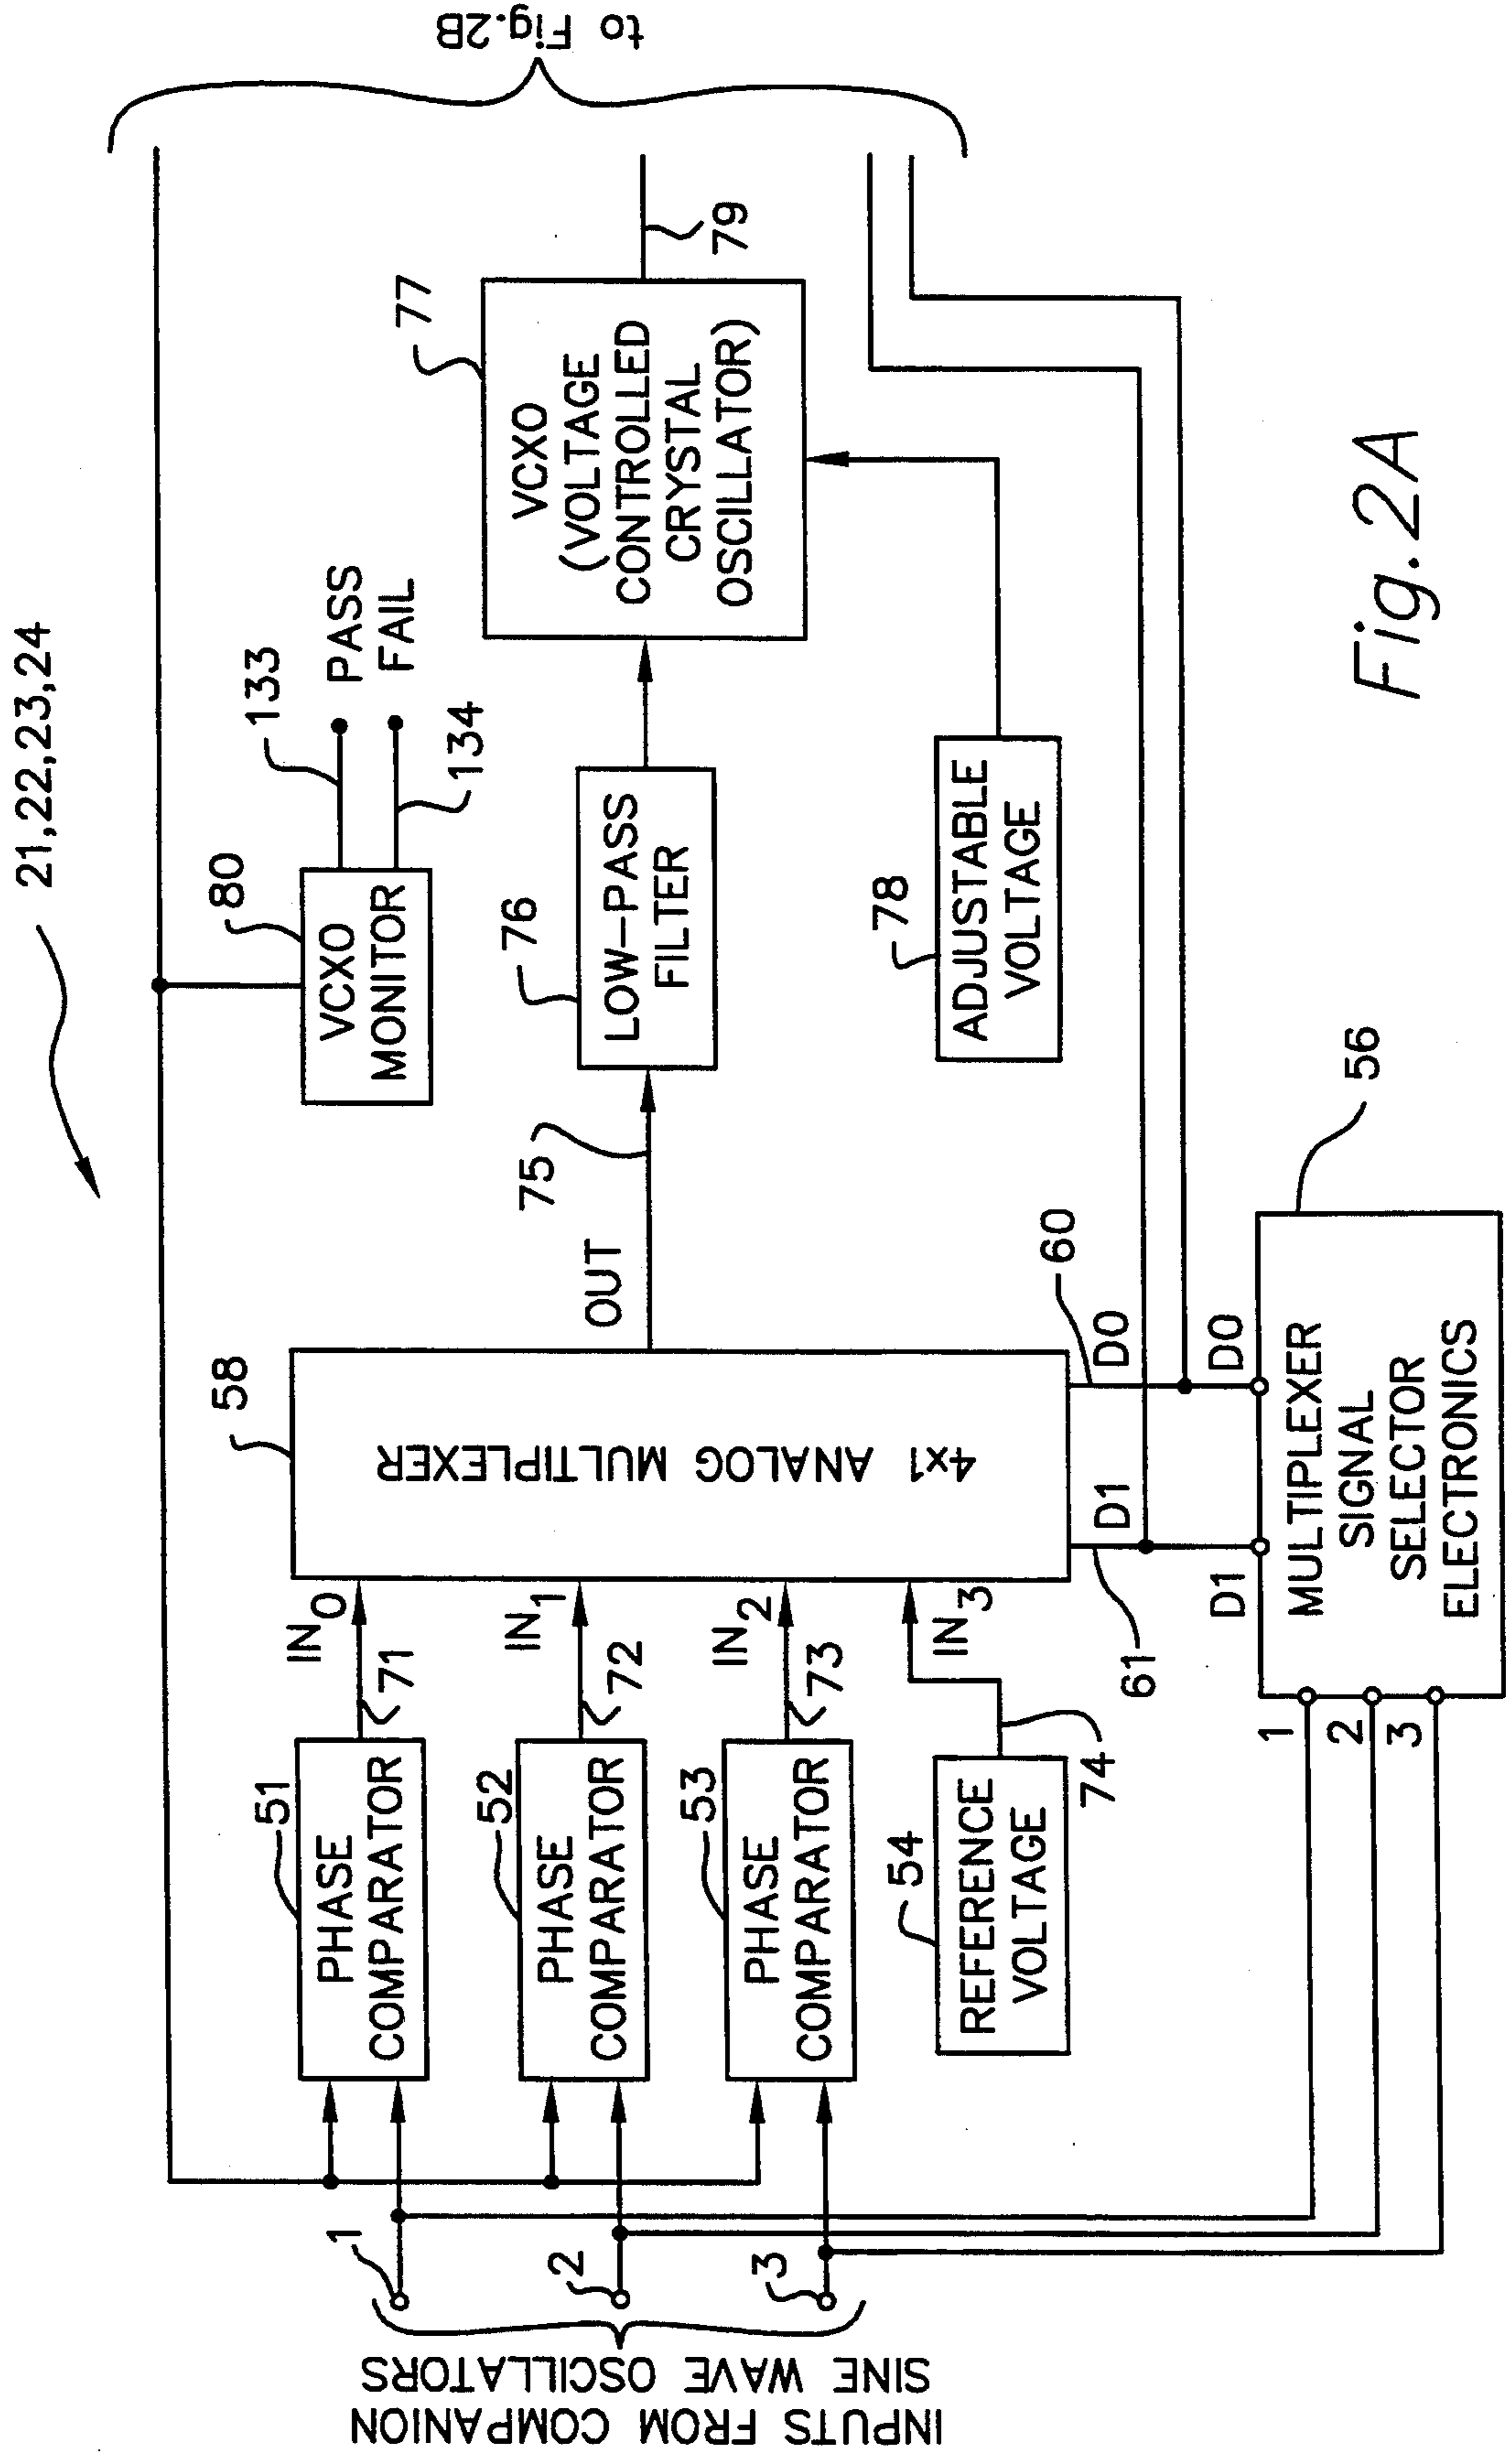 21,22,23,24
to Fig.2B
INPUTS FROM COMPANION
SINE WAVE OSCILLATORS
1
2
3
51
PHASE
COMPARATOR
71
IN0
52
PHASE
COMPARATOR
72
IN1
53
PHASE
COMPARATOR
73
IN2
54
REFERENCE
VOLTAGE
74
IN3
58
4x1 ANALOG MULTIPLEXER
OUT
75
61
D1
60
D0
D1
D0
1
2
3
MULTIPLEXER
SIGNAL
SELECTOR
ELECTRONICS
56
80
VCXO
MONITOR
133
PASS
FAIL
134
76
LOW-PASS
FILTER
77
VCXO
(VOLTAGE
CONTROLLED
CRYSTAL
OSCILLATOR)
79
78
ADJUSTABLE
VOLTAGE
Fig.2A